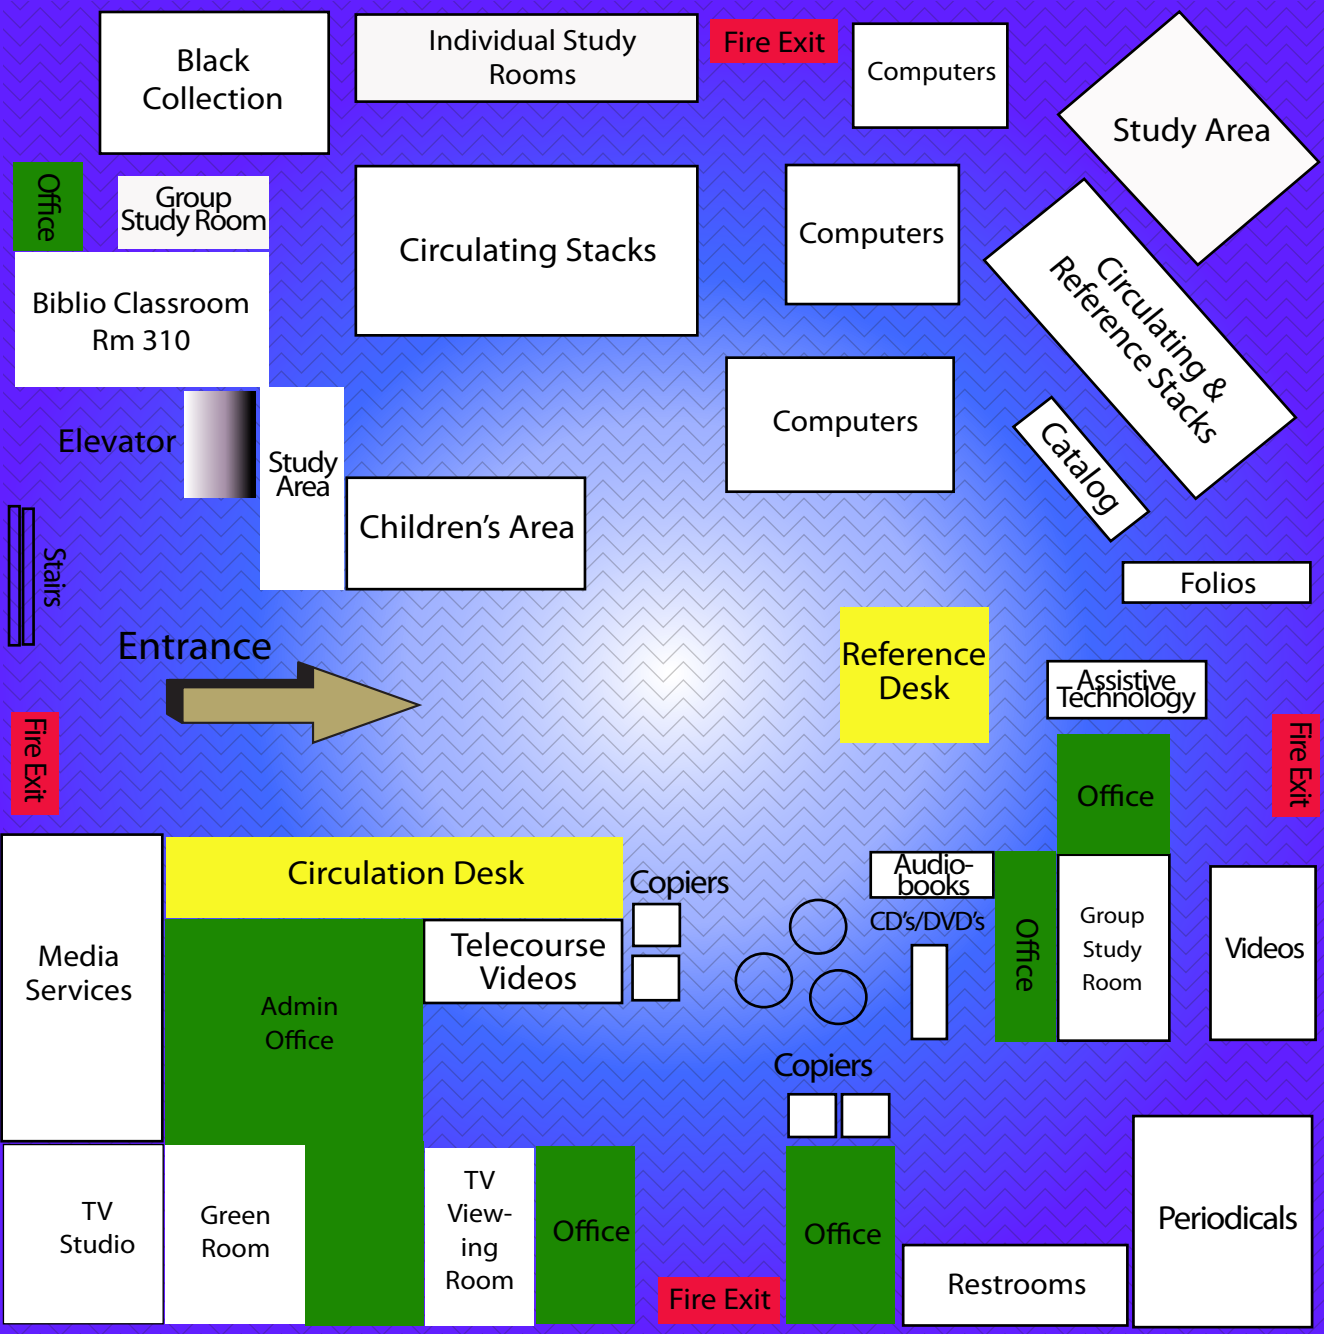 Black
Collection
Individual Study
Rooms
Fire Exit
Computers
Study Area
Office
Group
Study Room
Circulating Stacks
Computers
Circulating &
Reference Stacks
Biblio Classroom
Rm 310
Elevator
Study
Area
Children's Area
Computers
Catalog
Stairs
Folios
Entrance
Reference
Desk
Assistive
Technology
Fire Exit
Fire Exit
Office
Media
Services
Circulation Desk
Copiers
Telecourse
Videos
Admin
Office
Audio-
books
CD's/DVD's
Office
Group
Study
Room
Videos
Copiers
TV
Studio
Green
Room
TV
View-
ing
Room
Office
Fire Exit
Office
Restrooms
Periodicals